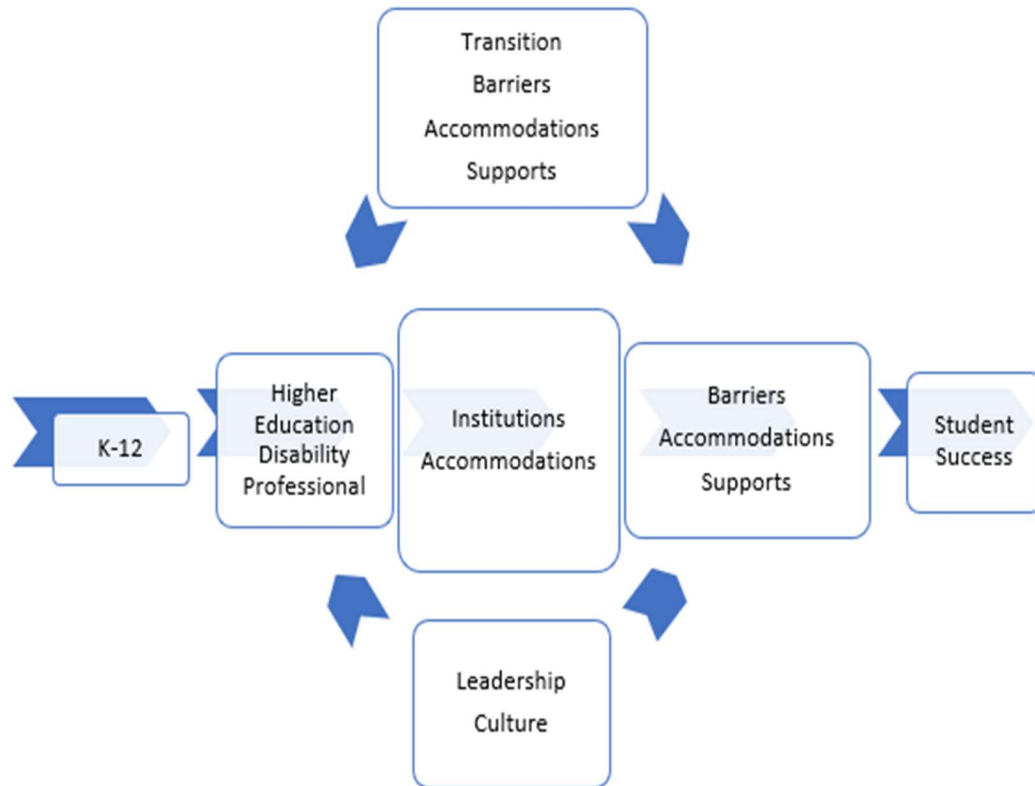 Transition
Barriers
Accommodations
Supports
K-12
Higher
Education
Disability
Professional
Institutions
Accommodations
Barriers
Accommodations
Supports
Student
Success
Leadership
Culture